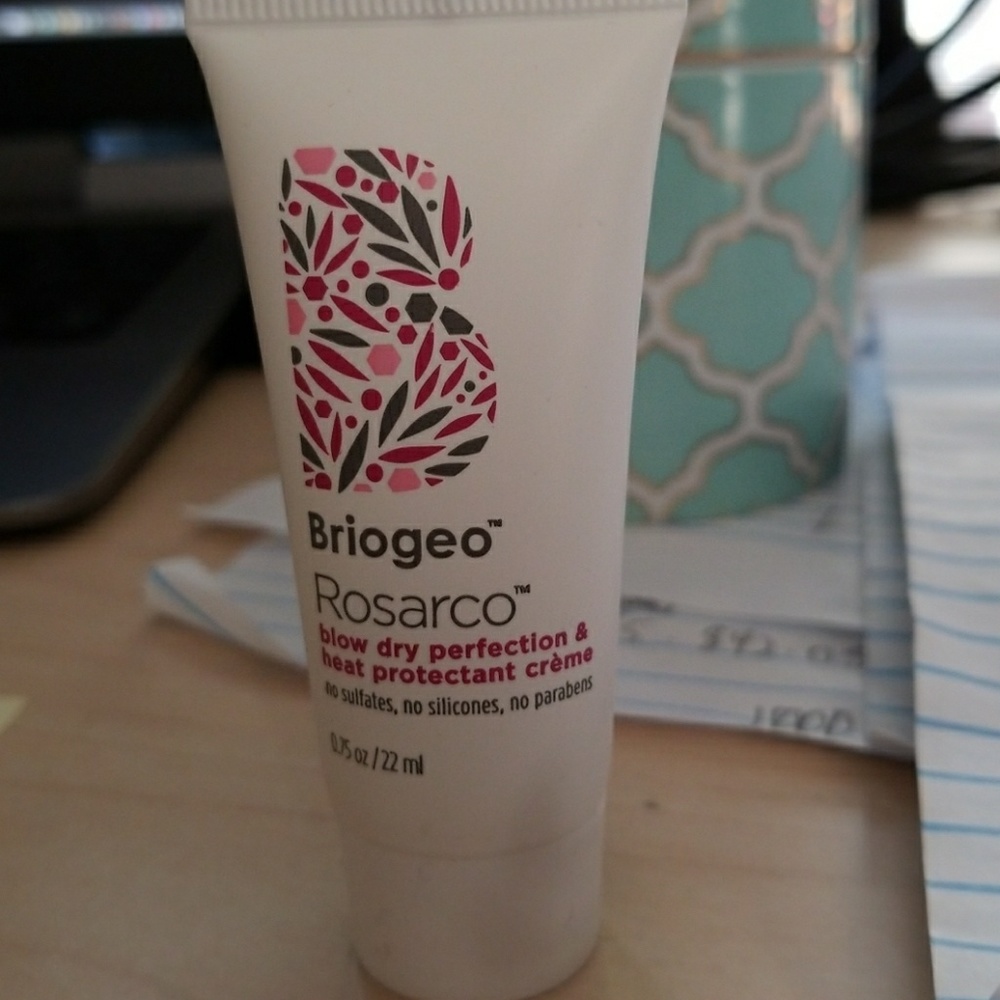 B
Briogeo™
Rosarco™
blow dry perfection &
heat protectant crème
no sulfates, no silicones, no parabens
0.75 oz / 22 ml